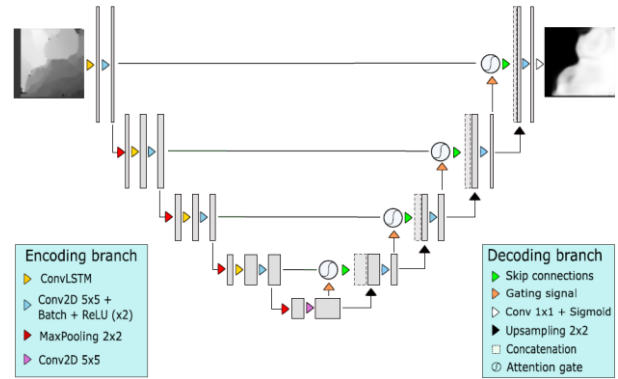 Encoding branch
ConvLSTM
Conv2D 5x5 +
Batch + ReLU (x2)
MaxPooling 2x2
Conv2D 5x5
Decoding branch
Skip connections
Gating signal
Conv 1x1 + Sigmoid
Upsampling 2x2
Concatenation
Attention gate